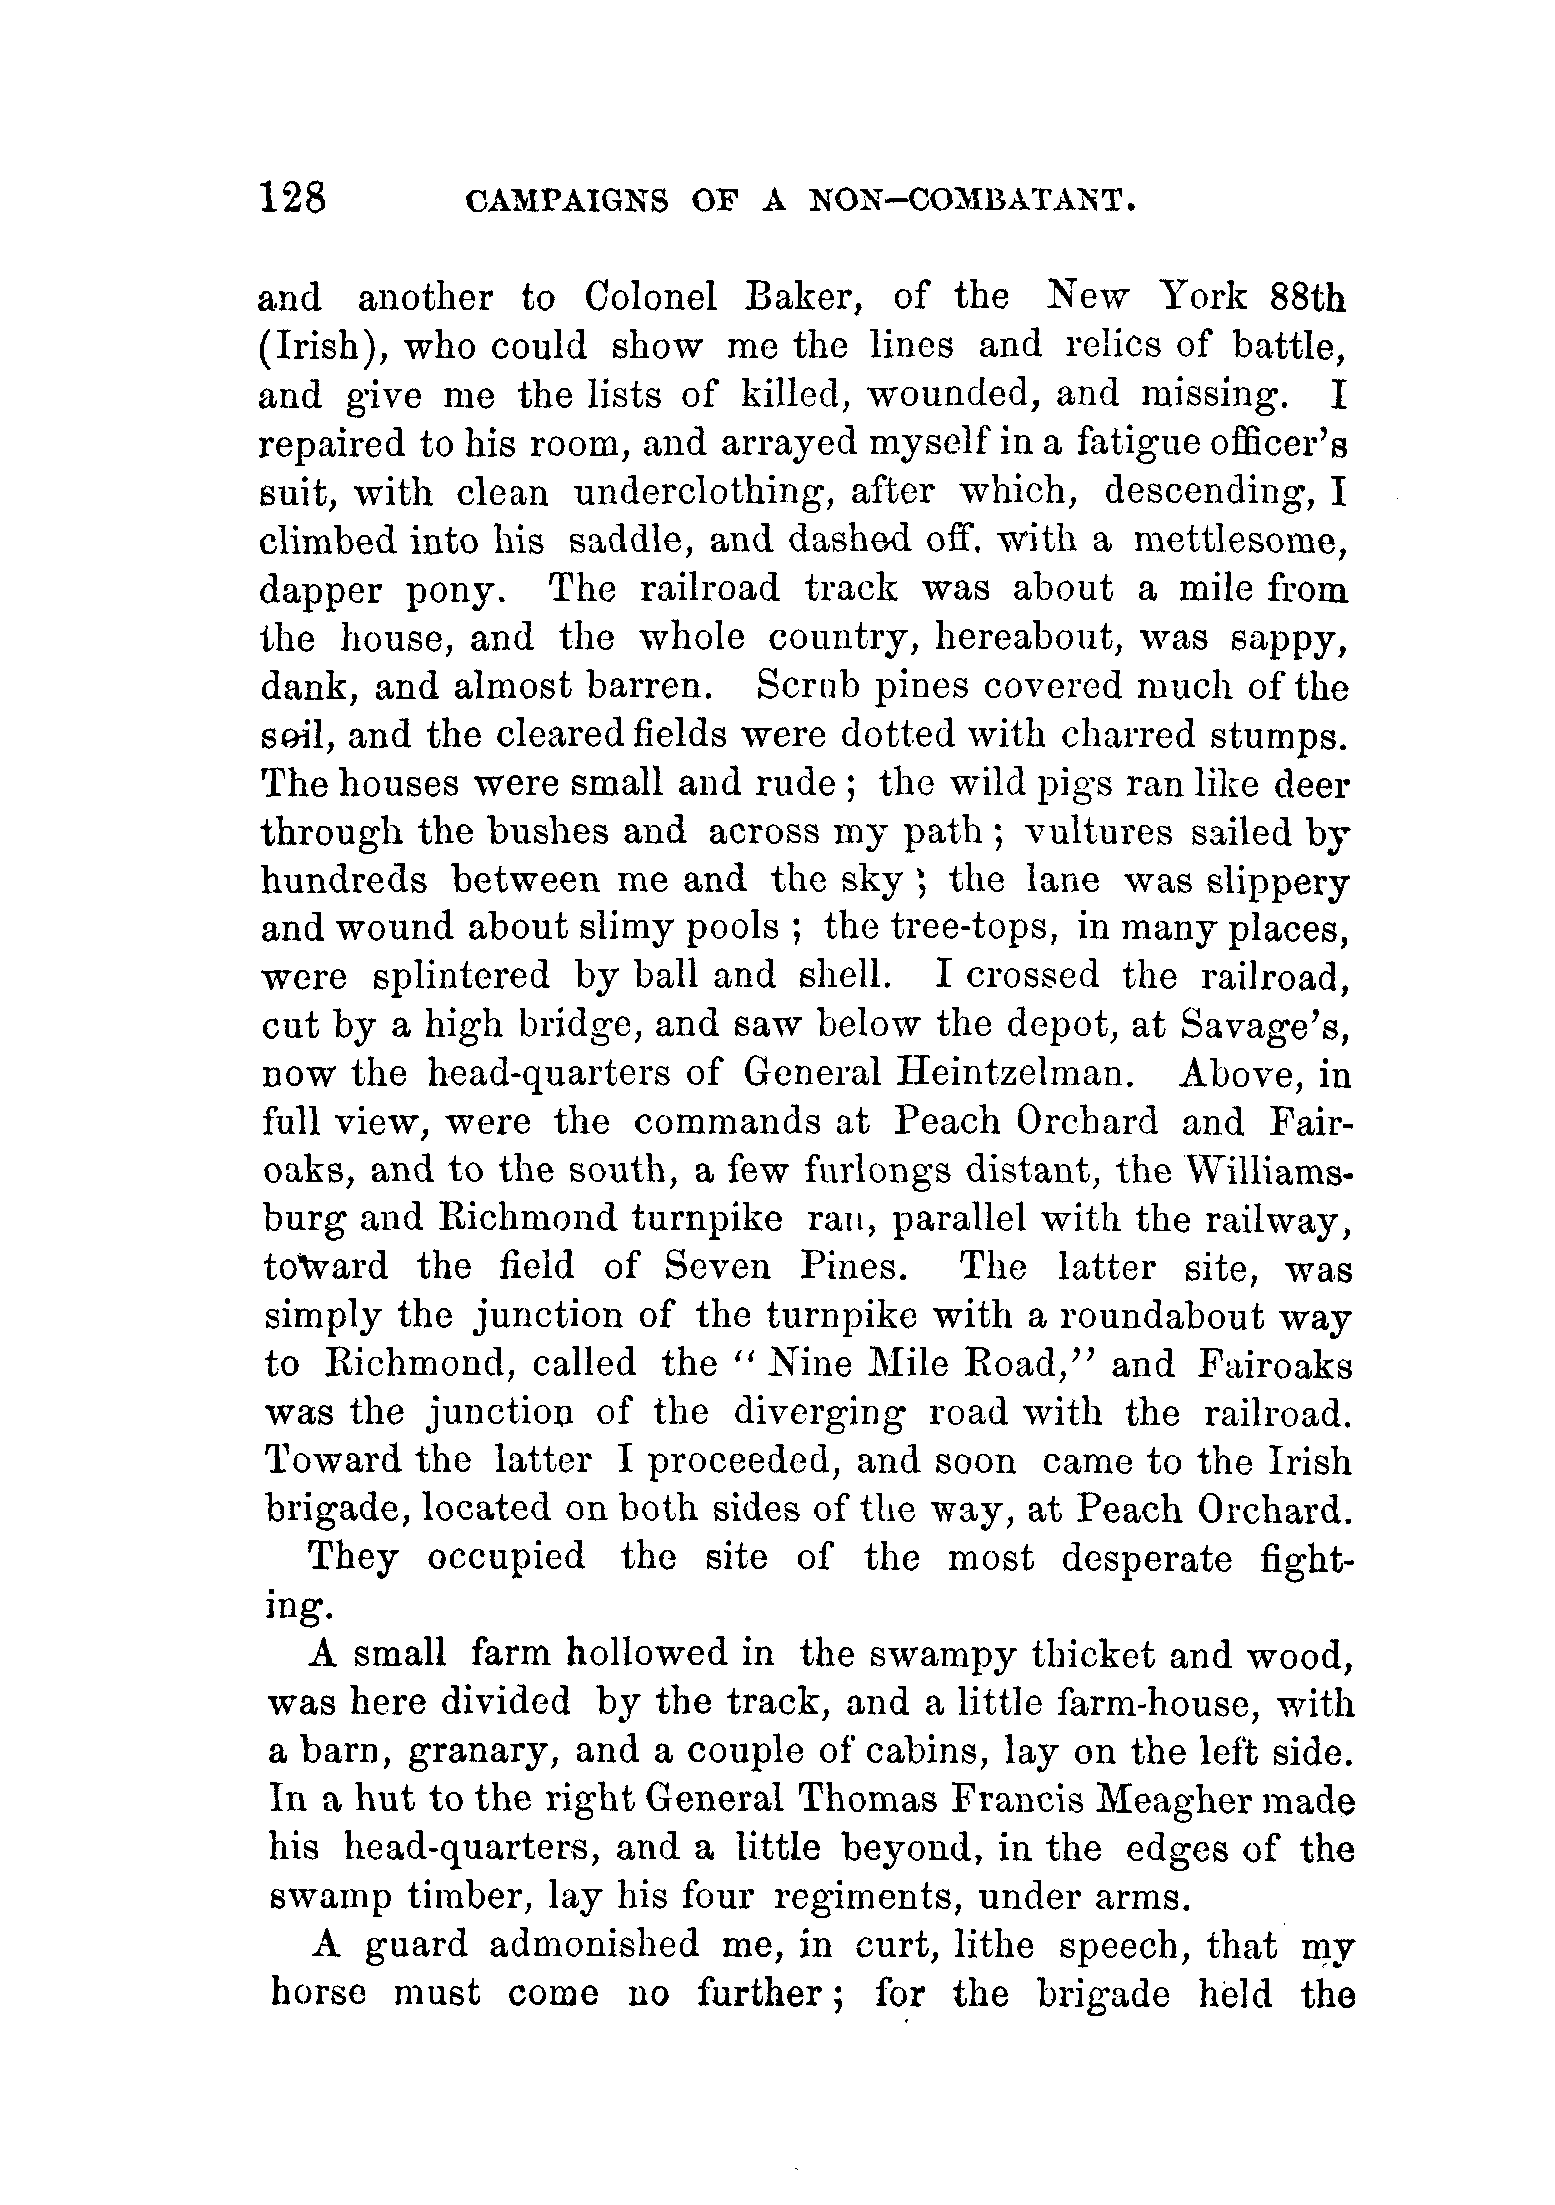 128 CAMPAIGNS OF A NON-COMBATANT.
and another to Colonel Baker, of the New York 88th
(Irish), who could show me the lines and relics of battle,
and give me the lists of killed, wounded, and missing. I
repaired to his room, and arrayed myself in a fatigue officer's
suit, with clean underclothing, after which, descending, I
climbed into his saddle, and dashed off, with a mettlesome,
dapper pony. The railroad track was about a mile from
the house, and the whole country, hereabout, was sappy,
dank, and almost barren. Scrub pines covered much of the
soil, and the cleared fields were dotted with charred stumps.
The houses were small and rude; the wild pigs ran like deer
through the bushes and across my path; vultures sailed by
hundreds between me and the sky; the lane was slippery
and wound about slimy pools; the tree-tops, in many places,
were splintered by ball and shell. I crossed the railroad,
cut by a high bridge, and saw below the depot, at Savage's,
now the head-quarters of General Heintzelman. Above, in
full view, were the commands at Peach Orchard and Fair-
oaks, and to the south, a few furlongs distant, the Williams-
burg and Richmond turnpike ran, parallel with the railway,
toward the field of Seven Pines. The latter site, was
simply the junction of the turnpike with a roundabout way
to Richmond, called the "Nine Mile Road," and Fairoaks
was the junction of the diverging road with the railroad.
Toward the latter I proceeded, and soon came to the Irish
brigade, located on both sides of the way, at Peach Orchard.
They occupied the site of the most desperate fight-
ing.
A small farm hollowed in the swampy thicket and wood,
was here divided by the track, and a little farm-house, with
a barn, granary, and a couple of cabins, lay on the left side.
In a hut to the right General Thomas Francis Meagher made
his head-quarters, and a little beyond, in the edges of the
swamp timber, lay his four regiments, under arms.
A guard admonished me, in curt, lithe speech, that my
horse must come no further; for the brigade held the